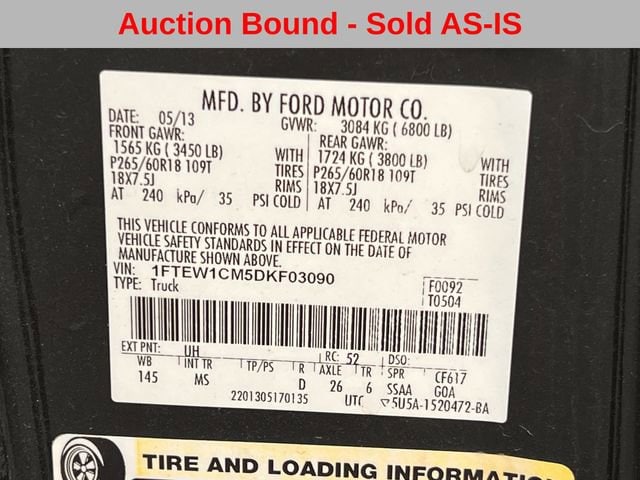 Auction Bound - Sold AS-IS
MFD. BY FORD MOTOR CO.
DATE: 05/13 GVWR: 3084 KG ( 6800 LB)
FRONT GAWR: REAR GAWR:
1565 KG ( 3450 LB) WITH 1724 KG ( 3800 LB) WITH
P265/60R18 109T TIRES P265/60R18 109T TIRES
18X7.5J RIMS 18X7.5J RIMS
AT 240 kPa/ 35 PSI COLD AT 240 kPa/ 35 PSI COLD
THIS VEHICLE CONFORMS TO ALL APPLICABLE FEDERAL MOTOR
VEHICLE SAFETY STANDARDS IN EFFECT ON THE DATE OF
MANUFACTURE SHOWN ABOVE.
VIN: 1FTEW1CM5DKF03090 F0092
TYPE: Truck T0504
EXT PNT: UH RC: 52 DSO:
WB INT TR TP/PS R AXLE TR SPR CF617
145 MS D 26 6 SSAA GOA
2201305170135 UTC ▽5U5A-1520472-BA
TIRE AND LOADING INFORMATION